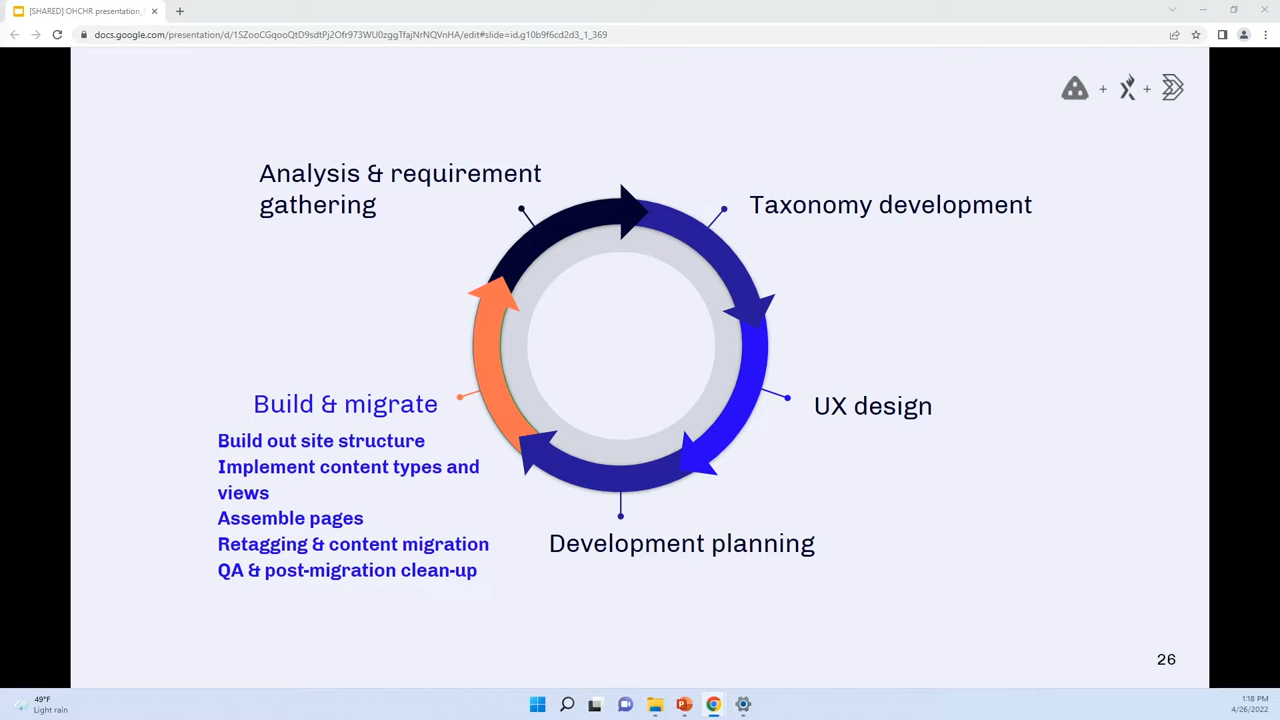 [SHARED] OHCHR presentation_
docs.google.com/presentation/d/1SZooCGqooQtD9sdtPj2Ofr973WU0zggTfajNrNQVnHA/edit#slide=id.g10b9f6cd2d3_1_369
+ +
Analysis & requirement
gathering
Taxonomy development
Build & migrate
UX design
Build out site structure
Implement content types and
views
Assemble pages
Retagging & content migration
QA & post-migration clean-up
Development planning
26
49°F
Light rain
1:18 PM
4/26/2022